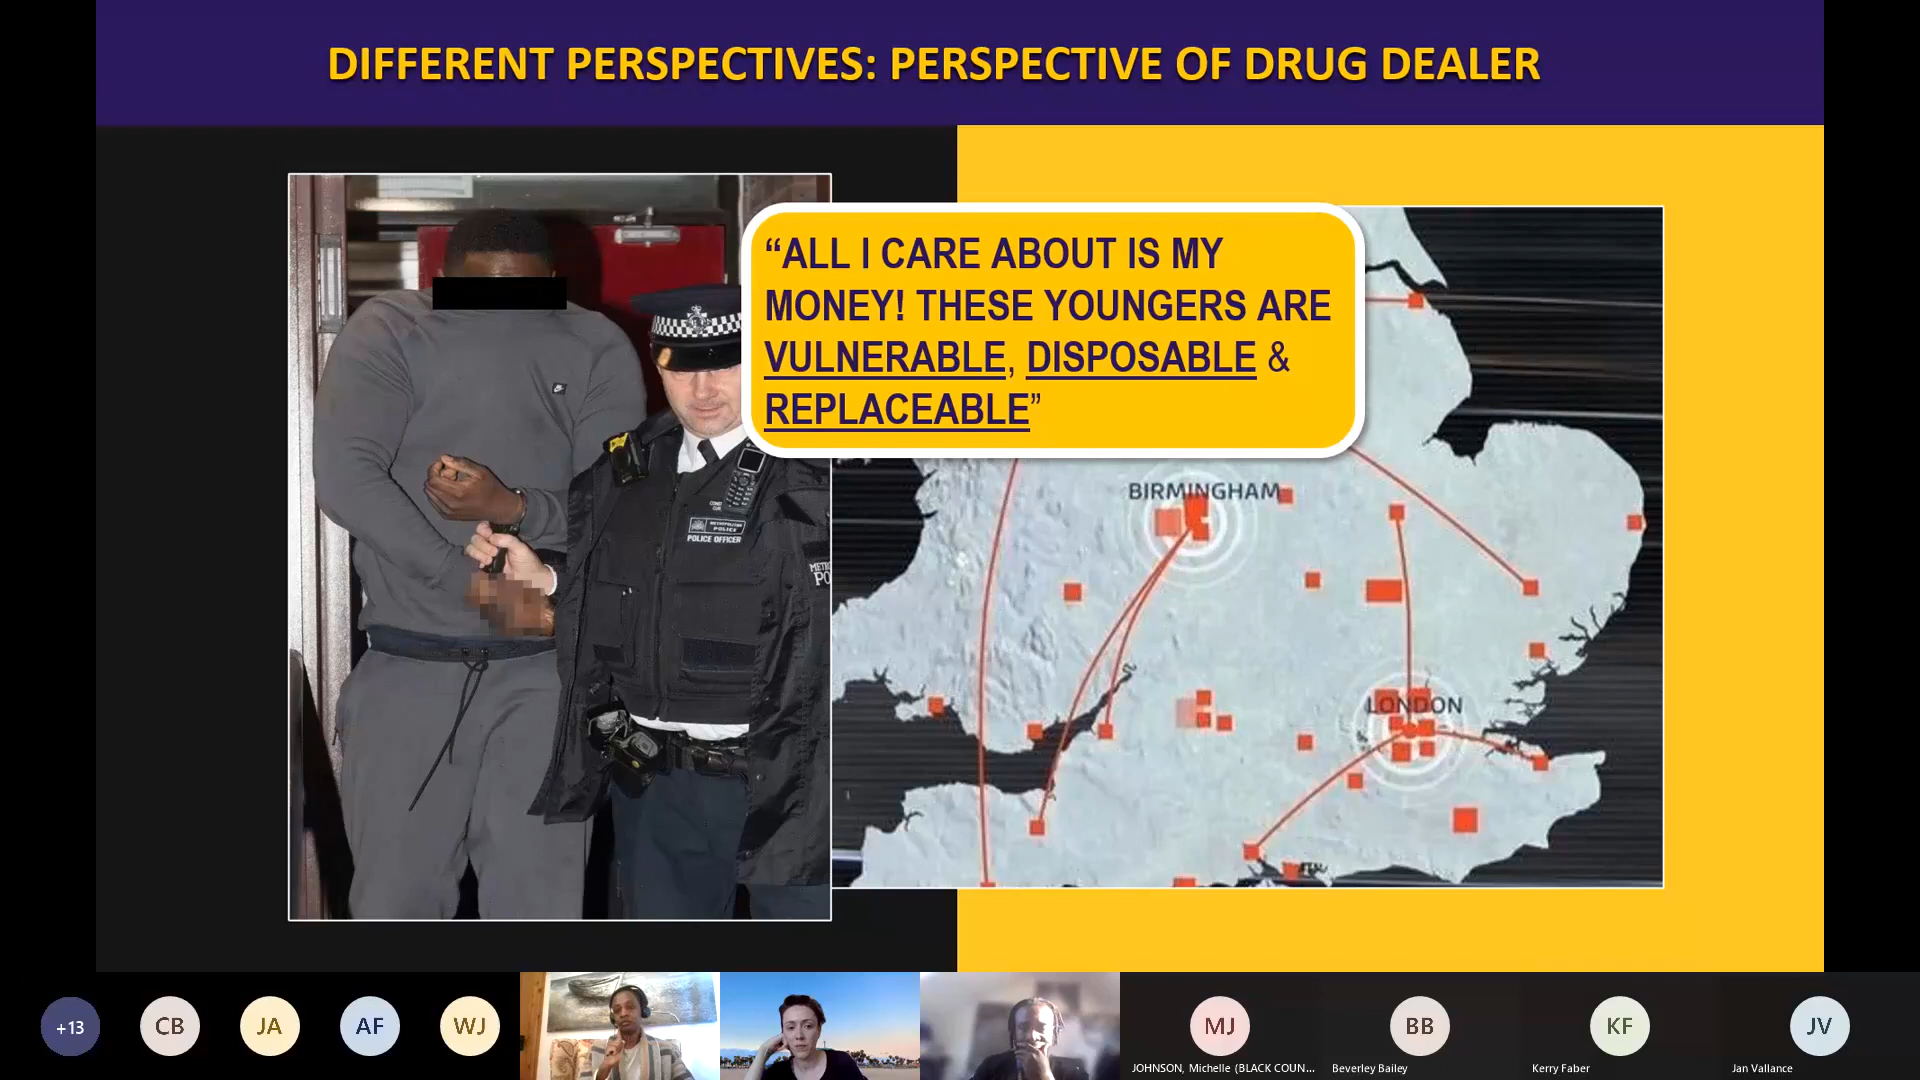 DIFFERENT PERSPECTIVES: PERSPECTIVE OF DRUG DEALER
“ALL I CARE ABOUT IS MY
MONEY! THESE YOUNGERS ARE
VULNERABLE, DISPOSABLE &
REPLACEABLE”
METROPOLITAN
POLICE
POLICE OFFICER
BIRMINGHAM
LONDON
+13
CB
JA
AF
WJ
MJ
BB
KF
JV
JOHNSON, Michelle (BLACK COUN...
Beverley Bailey
Kerry Faber
Jan Vallance